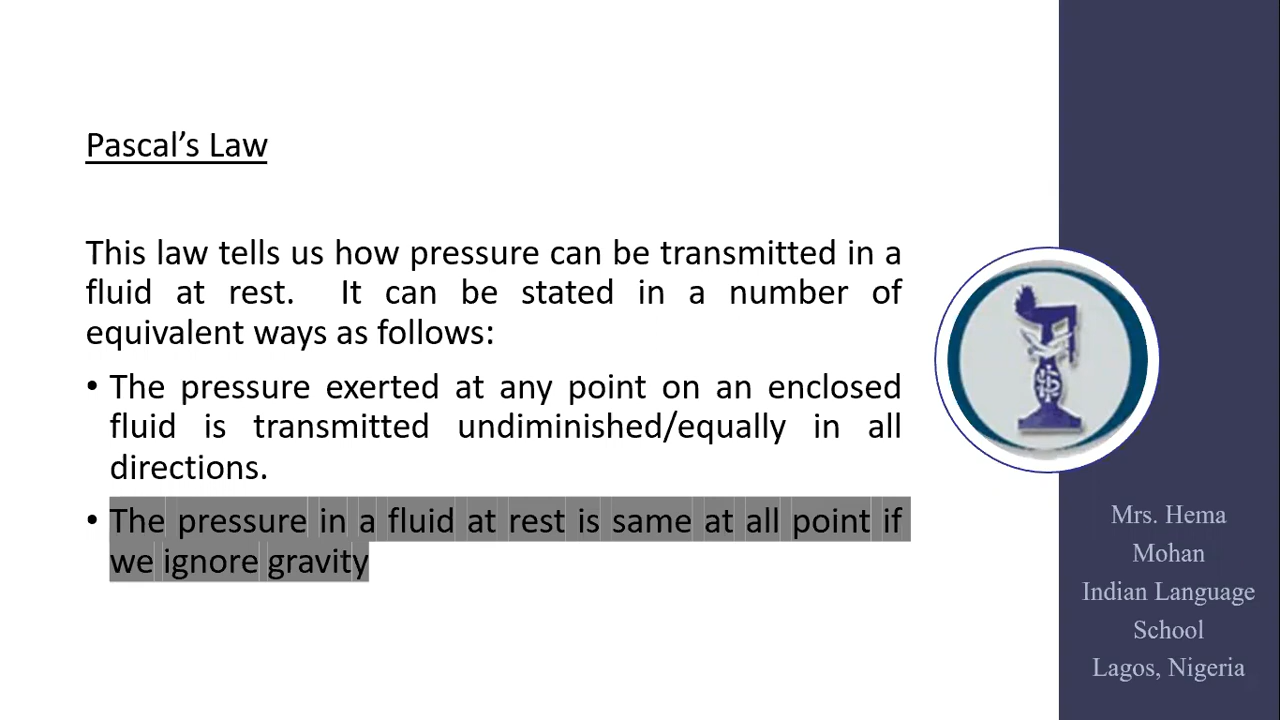 Pascal’s Law
This law tells us how pressure can be transmitted in a
fluid at rest. It can be stated in a number of
equivalent ways as follows:
• The pressure exerted at any point on an enclosed
fluid is transmitted undiminished/equally in all
directions.
• The pressure in a fluid at rest is same at all point if
we ignore gravity
Mrs. Hema
Mohan
Indian Language
School
Lagos, Nigeria